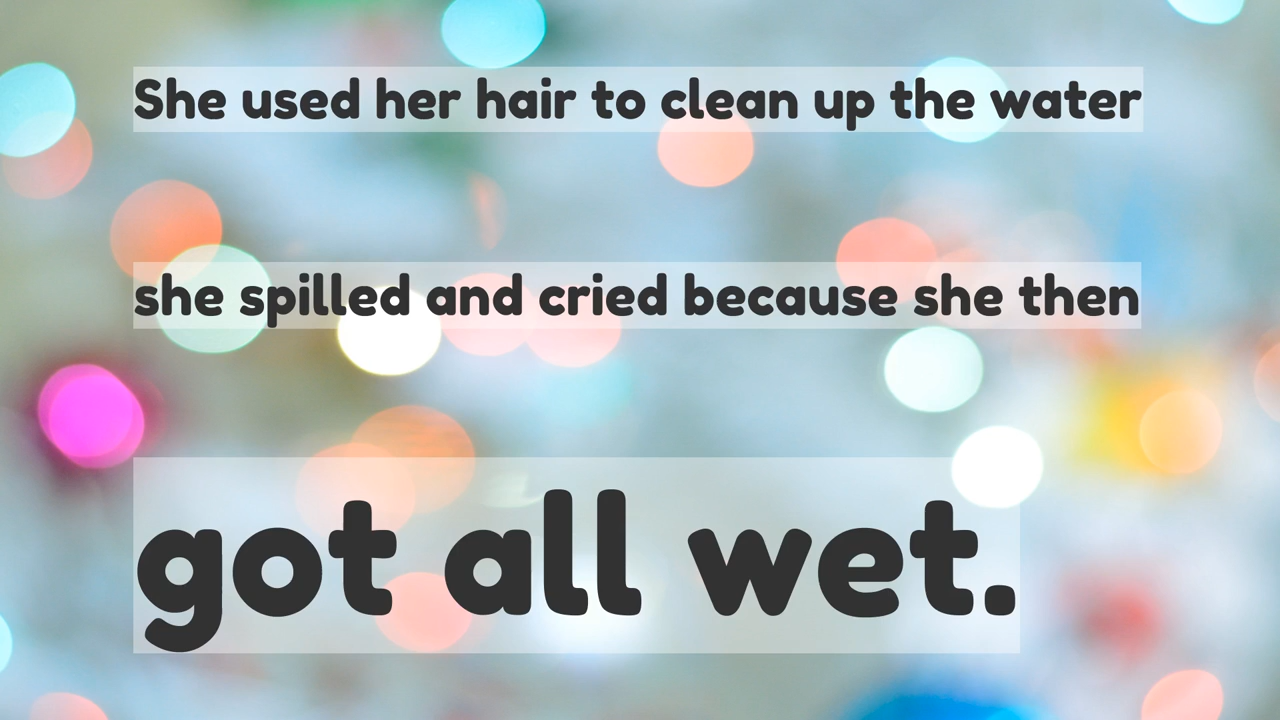 She used her hair to clean up the water
she spilled and cried because she then
got all wet.